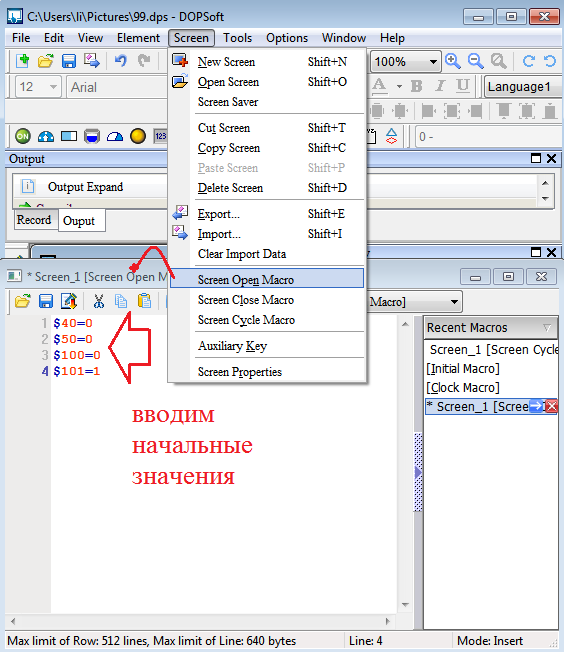 C:\Users\li\Pictures\99.dps - DOPSoft
File Edit View Element Screen Tools Options Window Help
100%
12 Arial
Language1
New Screen Shift+N
Open Screen Shift+O
Screen Saver
Cut Screen Shift+T
Copy Screen Shift+C
Paste Screen Shift+P
Delete Screen Shift+D
Export... Shift+E
Import... Shift+I
Clear Import Data
Screen Open Macro
Screen Close Macro
Screen Cycle Macro
Auxiliary Key
Screen Properties
ON
123
0 -
Output
Output Expand
Record Ouput
* Screen_1 [Screen Open M
Macro]
1 $40=0
2 $50=0
3 $100=0
4 $101=1
вводим
начальные
значения
Recent Macros
Screen_1 [Screen Cycle
[Initial Macro]
[Clock Macro]
* Screen_1 [Scree
Max limit of Row: 512 lines, Max limit of Line: 640 bytes Line: 4 Mode: Insert